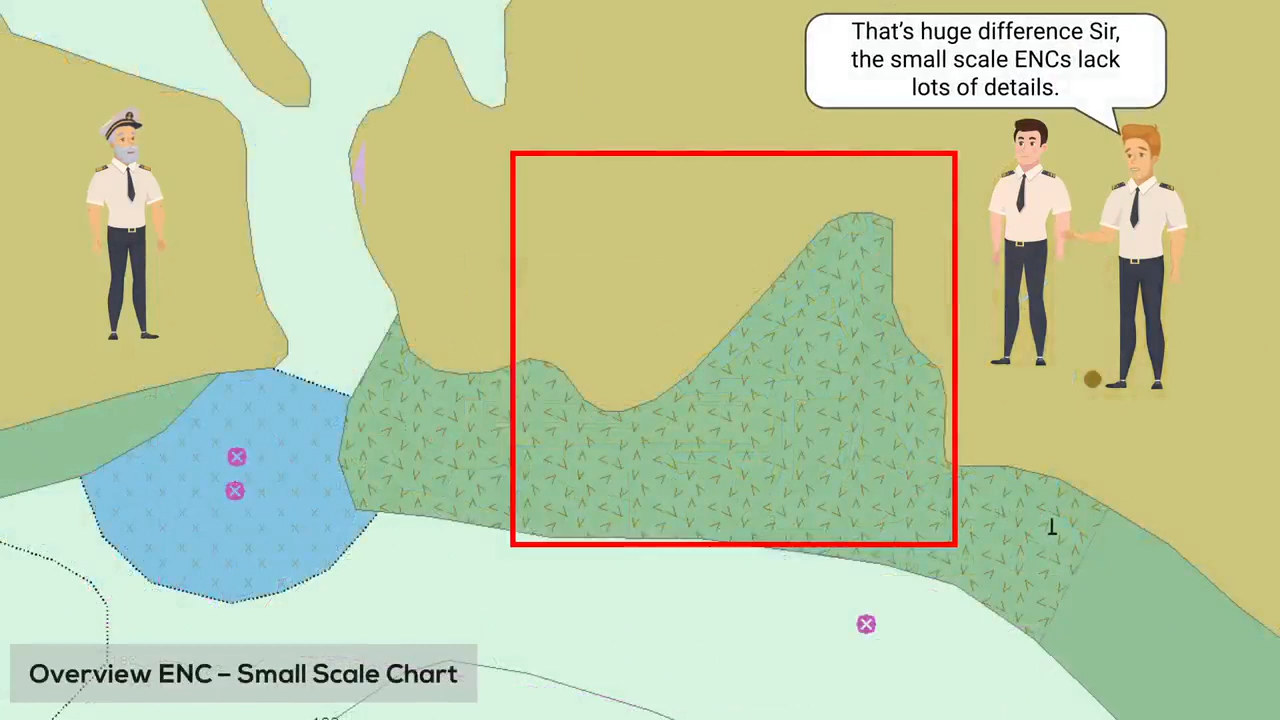 That’s huge difference Sir,
the small scale ENCs lack
lots of details.
Overview ENC – Small Scale Chart